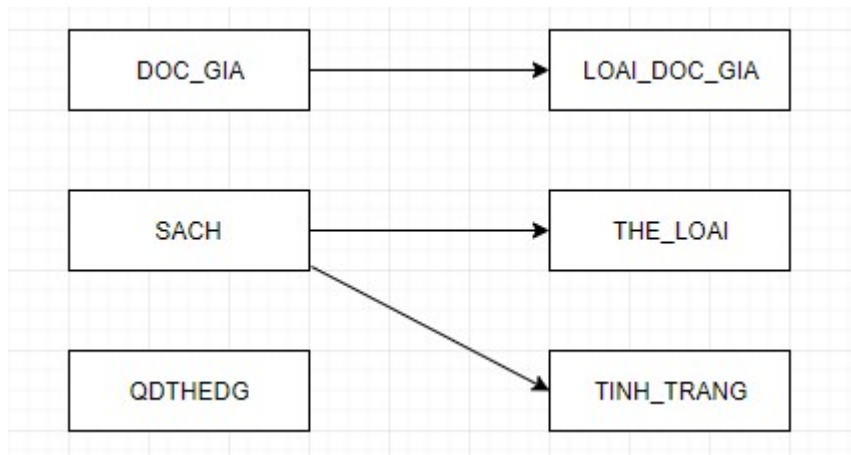 DOC_GIA
LOAI_DOC_GIA
SACH
THE_LOAI
QDTHEDG
TINH_TRANG